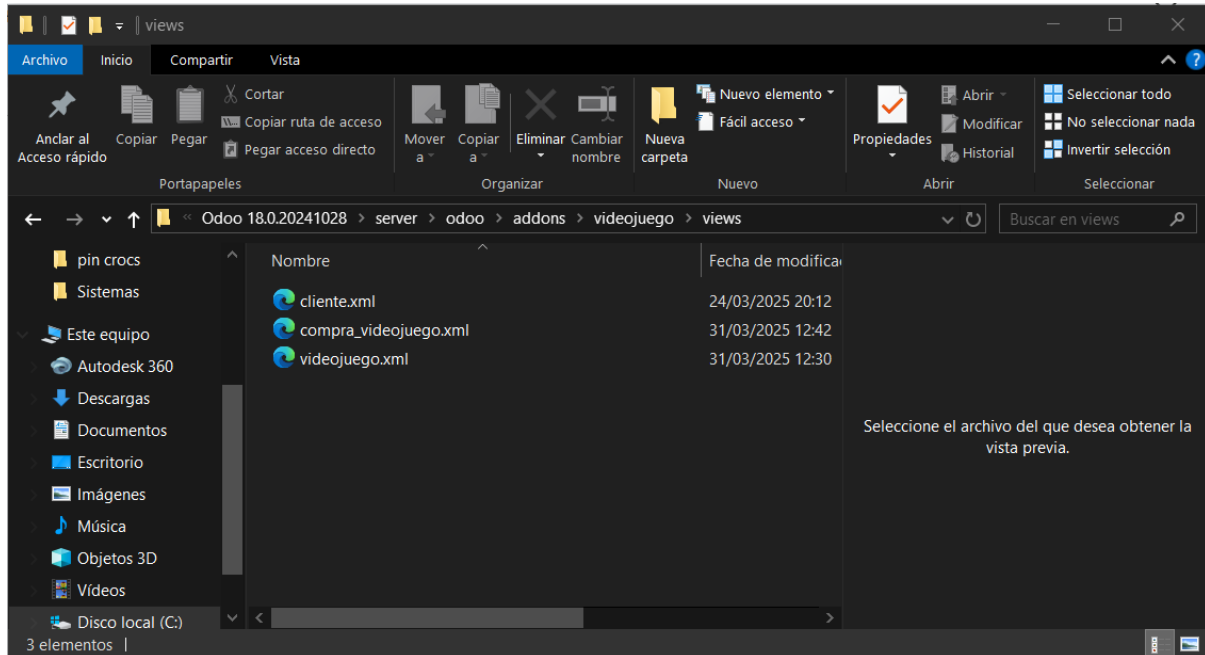 views
Archivo Inicio Compartir Vista
Anclar al Acceso rápido
Copiar
Pegar
Cortar
Copiar ruta de acceso
Pegar acceso directo
Portapapeles
Mover a
Copiar a
Eliminar
Cambiar nombre
Organizar
Nueva carpeta
Nuevo elemento
Fácil acceso
Nuevo
Propiedades
Abrir
Modificar
Historial
Abrir
Seleccionar todo
No seleccionar nada
Invertir selección
Seleccionar
« Odoo 18.0.20241028 > server > odoo > addons > videojuego > views
Buscar en views
pin crocs
Sistemas
Este equipo
Autodesk 360
Descargas
Documentos
Escritorio
Imágenes
Música
Objetos 3D
Vídeos
Disco local (C:)
Nombre Fecha de modifica
cliente.xml 24/03/2025 20:12
compra_videojuego.xml 31/03/2025 12:42
videojuego.xml 31/03/2025 12:30
Seleccione el archivo del que desea obtener la
vista previa.
3 elementos